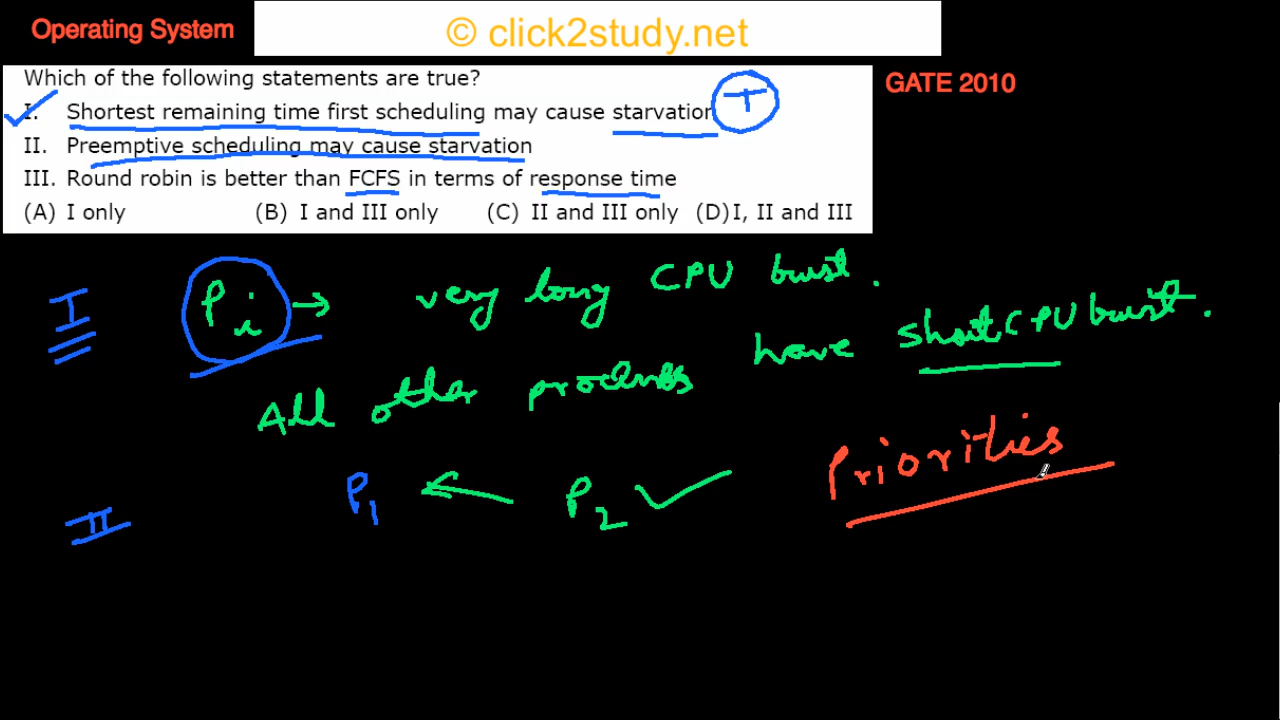 Operating System
© click2study.net
Which of the following statements are true?
GATE 2010
I. Shortest remaining time first scheduling may cause starvation T
II. Preemptive scheduling may cause starvation
III. Round robin is better than FCFS in terms of response time
(A) I only (B) I and III only (C) II and III only (D) I, II and III
I Pi → very long CPU burst.
All other processes have short CPU burst.
II P1 ← P2 ✓ Priorities